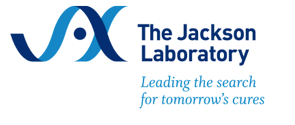 The Jackson
Laboratory
Leading the search
for tomorrow's cures